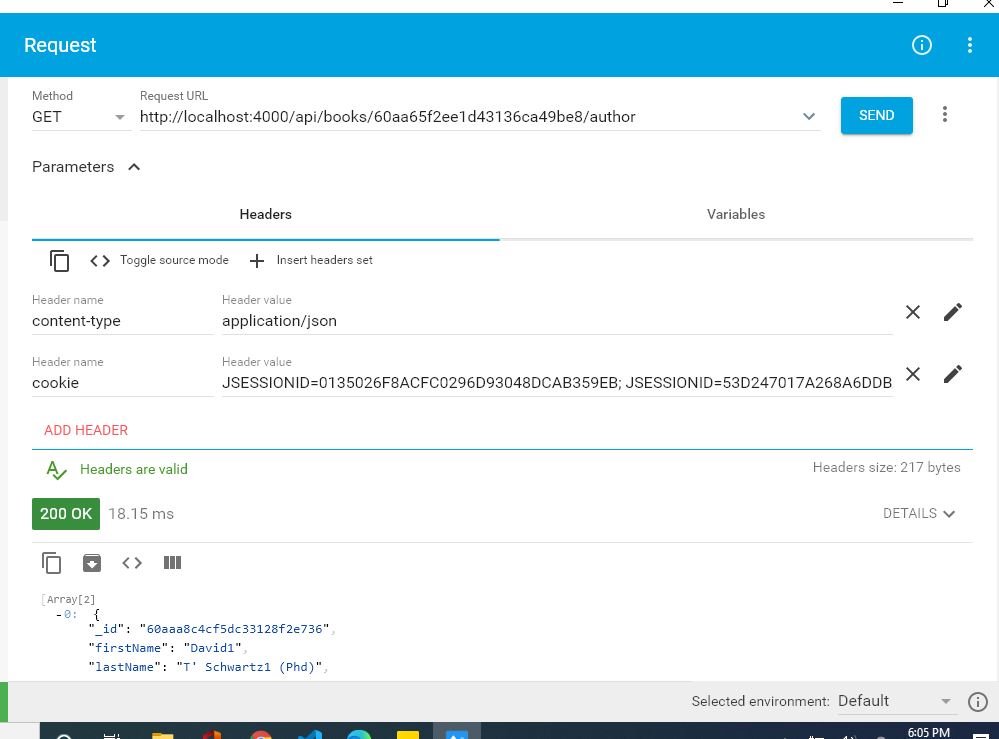 Request
Method
Request URL
GET
http://localhost:4000/api/books/60aa65f2ee1d43136ca49be8/author
SEND
Parameters
Headers
Variables
Toggle source mode
Insert headers set
Header name
Header value
content-type
application/json
Header name
Header value
cookie
JSESSIONID=0135026F8ACFC0296D93048DCAB359EB; JSESSIONID=53D247017A268A6DDB
ADD HEADER
Headers are valid
Headers size: 217 bytes
200 OK
18.15 ms
DETAILS
[Array[2]
-0: {
"_id": "60aaa8c4cf5dc33128f2e736",
"firstName": "David1",
"lastName": "T' Schwartz1 (Phd)",
Selected environment:
Default
6:05 PM